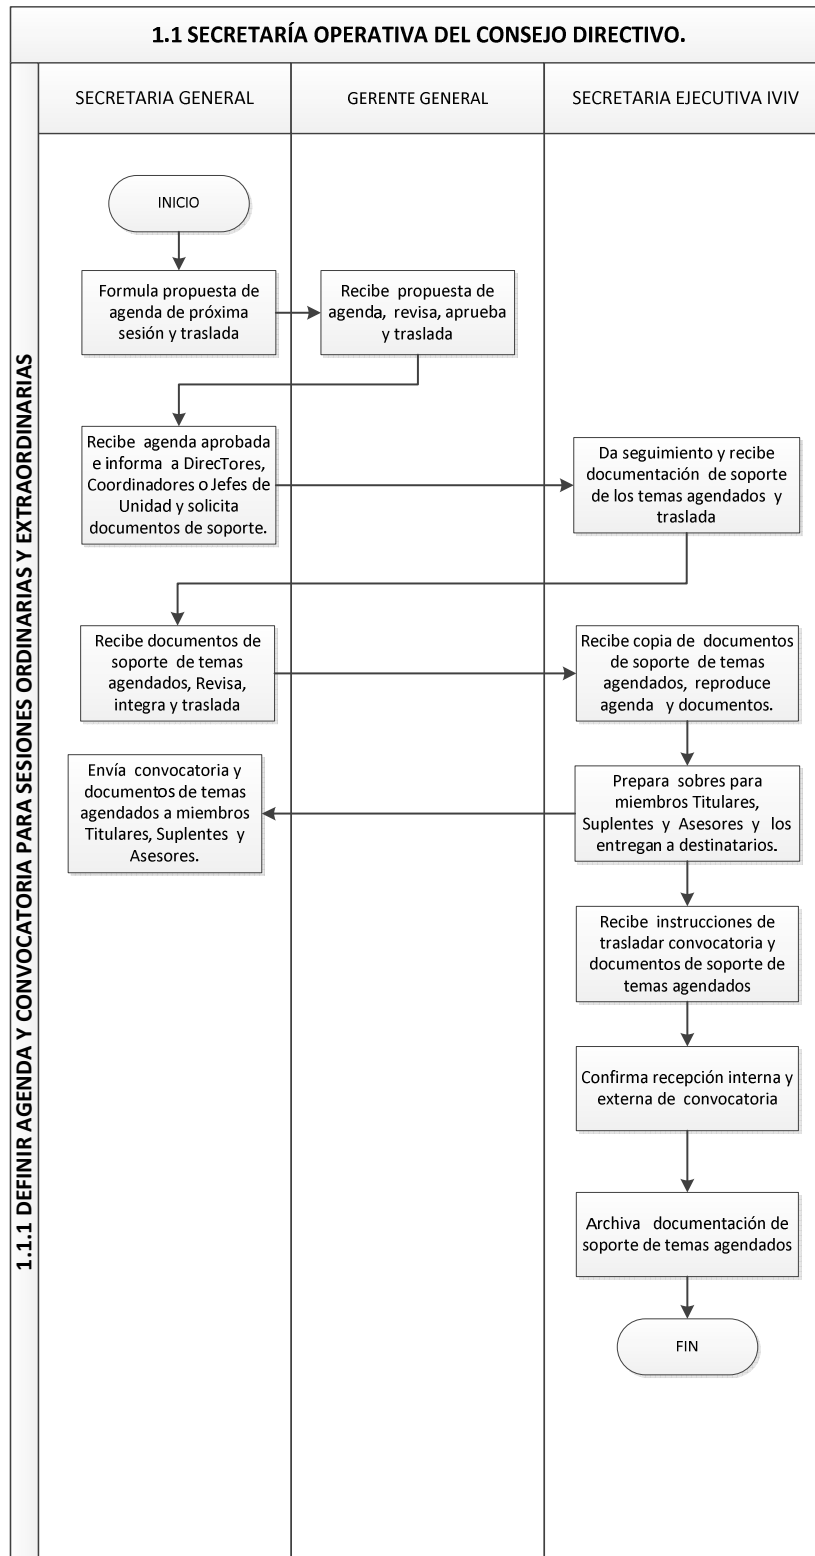 1.1 SECRETARÍA OPERATIVA DEL CONSEJO DIRECTIVO.
1.1.1 DEFINIR AGENDA Y CONVOCATORIA PARA SESIONES ORDINARIAS Y EXTRAORDINARIAS
SECRETARIA GENERAL
GERENTE GENERAL
SECRETARIA EJECUTIVA IVIV
INICIO
Formula propuesta de
agenda de próxima
sesión y traslada
Recibe propuesta de
agenda, revisa, aprueba
y traslada
Recibe agenda aprobada
e informa a DirecTores,
Coordinadores o Jefes de
Unidad y solicita
documentos de soporte.
Da seguimiento y recibe
documentación de soporte
de los temas agendados y
traslada
Recibe documentos de
soporte de temas
agendados, Revisa,
integra y traslada
Recibe copia de documentos
de soporte de temas
agendados, reproduce
agenda y documentos.
Envía convocatoria y
documentos de temas
agendados a miembros
Titulares, Suplentes y
Asesores.
Prepara sobres para
miembros Titulares,
Suplentes y Asesores y los
entregan a destinatarios.
Recibe instrucciones de
trasladar convocatoria y
documentos de soporte de
temas agendados
Confirma recepción interna y
externa de convocatoria
Archiva documentación de
soporte de temas agendados
FIN